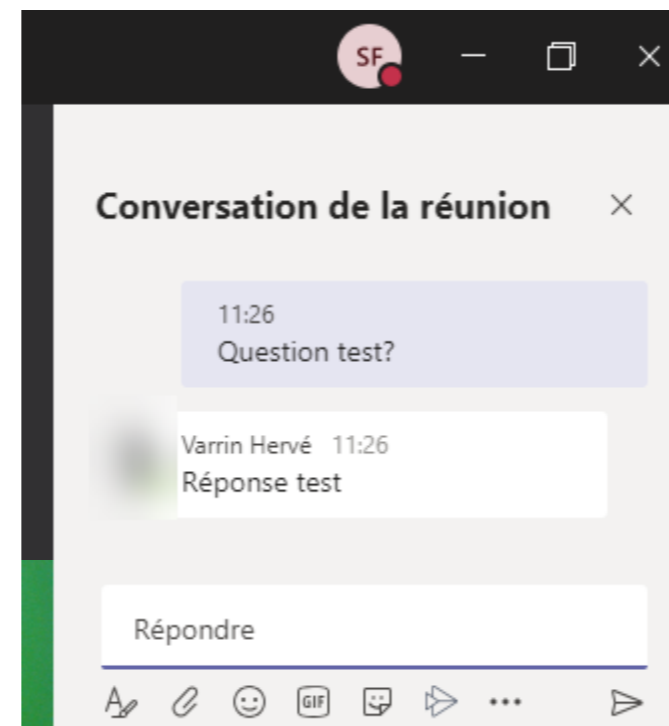 SF
Conversation de la réunion
11:26
Question test?
Varrin Hervé 11:26
Réponse test
Répondre
GIF